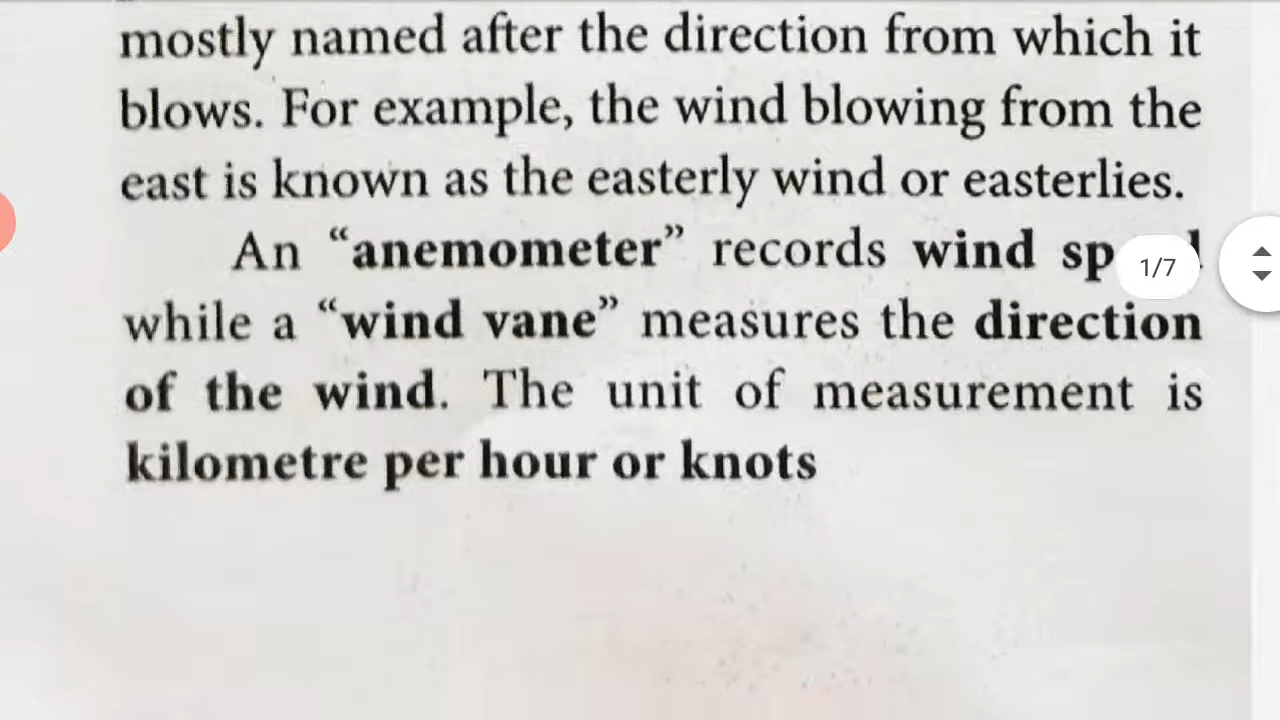 mostly named after the direction from which it
blows. For example, the wind blowing from the
east is known as the easterly wind or easterlies.
An “anemometer” records wind
1/7
while a “wind vane” measures the direction
of the wind. The unit of measurement is
kilometre per hour or knots